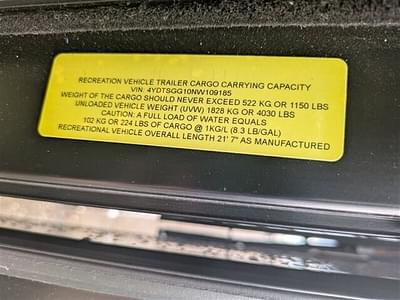 RECREATION VEHICLE TRAILER CARGO CARRYING CAPACITY
VIN: 4YDTSGG10NW109185
WEIGHT OF THE CARGO SHOULD NEVER EXCEED 522 KG OR 1150 LBS
UNLOADED VEHICLE WEIGHT (UVW) 1828 KG OR 4030 LBS
CAUTION: A FULL LOAD OF WATER EQUALS
102 KG OR 224 LBS OF CARGO @ 1KG/L (8.3 LB/GAL)
RECREATIONAL VEHICLE OVERALL LENGTH 21' 7" AS MANUFACTURED